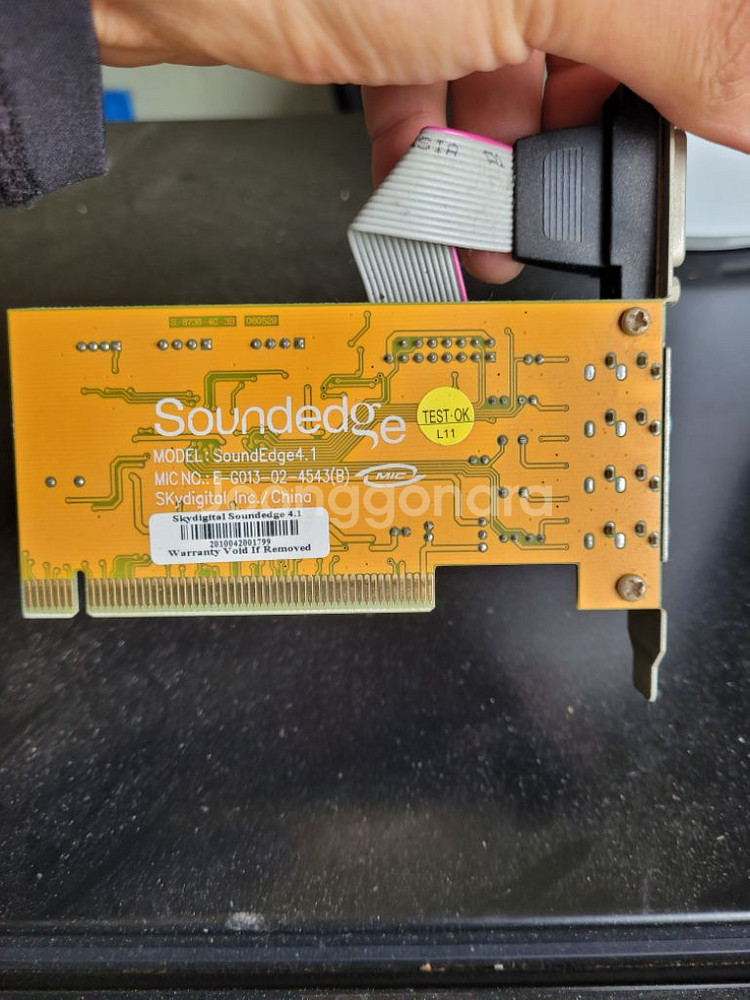 060529
Soundedge
TEST·OK
L11
MODEL: SoundEdge4.1
MIC NO.: E-G013-02-4543(B) MIC
SKydigital Inc./China
Skydigital Soundedge 4.1
2010042001799
Warranty Void If Removed